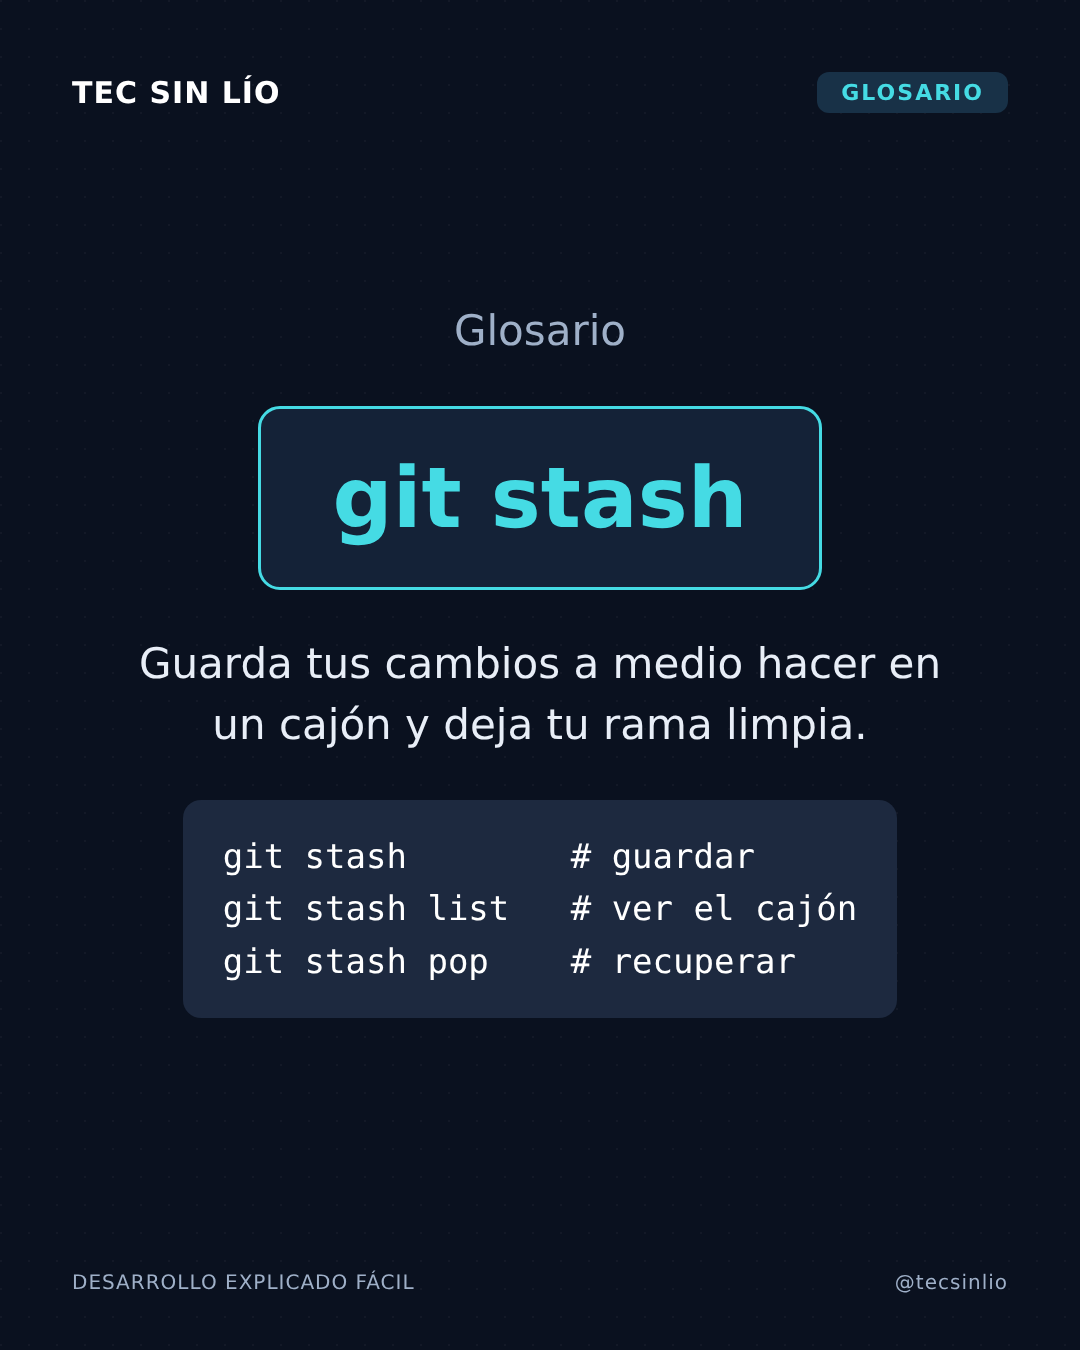 TEC SIN LÍO
GLOSARIO
Glosario
git stash
Guarda tus cambios a medio hacer en
un cajón y deja tu rama limpia.
git stash        # guardar
git stash list   # ver el cajón
git stash pop    # recuperar
DESARROLLO EXPLICADO FÁCIL
@tecsinlio